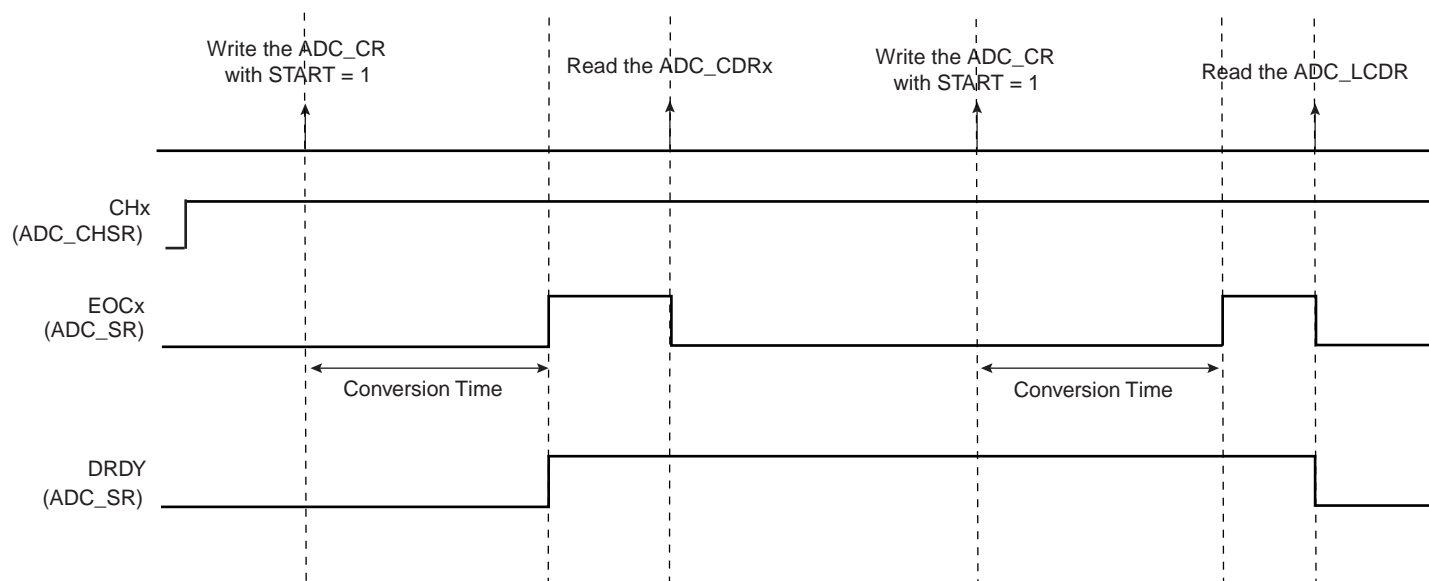 Write the ADC_CR
with START = 1
Read the ADC_CDRx
Write the ADC_CR
with START = 1
Read the ADC_LCDR
CHx
(ADC_CHSR)
EOCx
(ADC_SR)
Conversion Time
Conversion Time
DRDY
(ADC_SR)